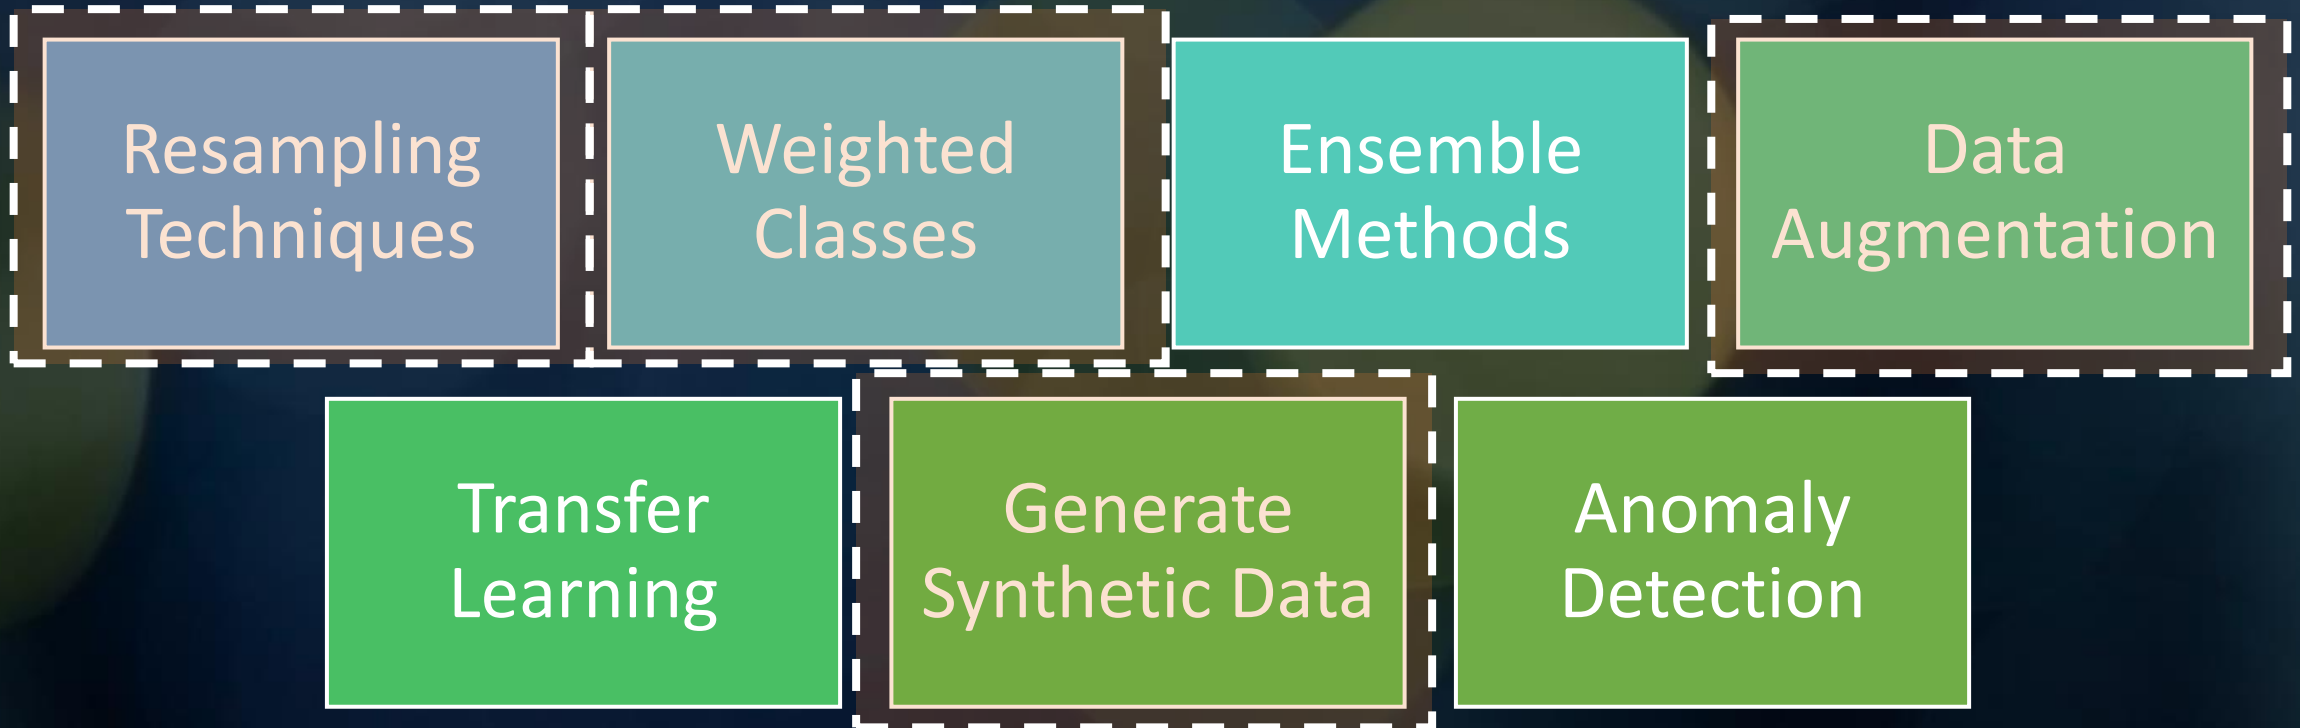 Resampling
Techniques
Weighted
Classes
Ensemble
Methods
Data
Augmentation
Transfer
Learning
Generate
Synthetic Data
Anomaly
Detection